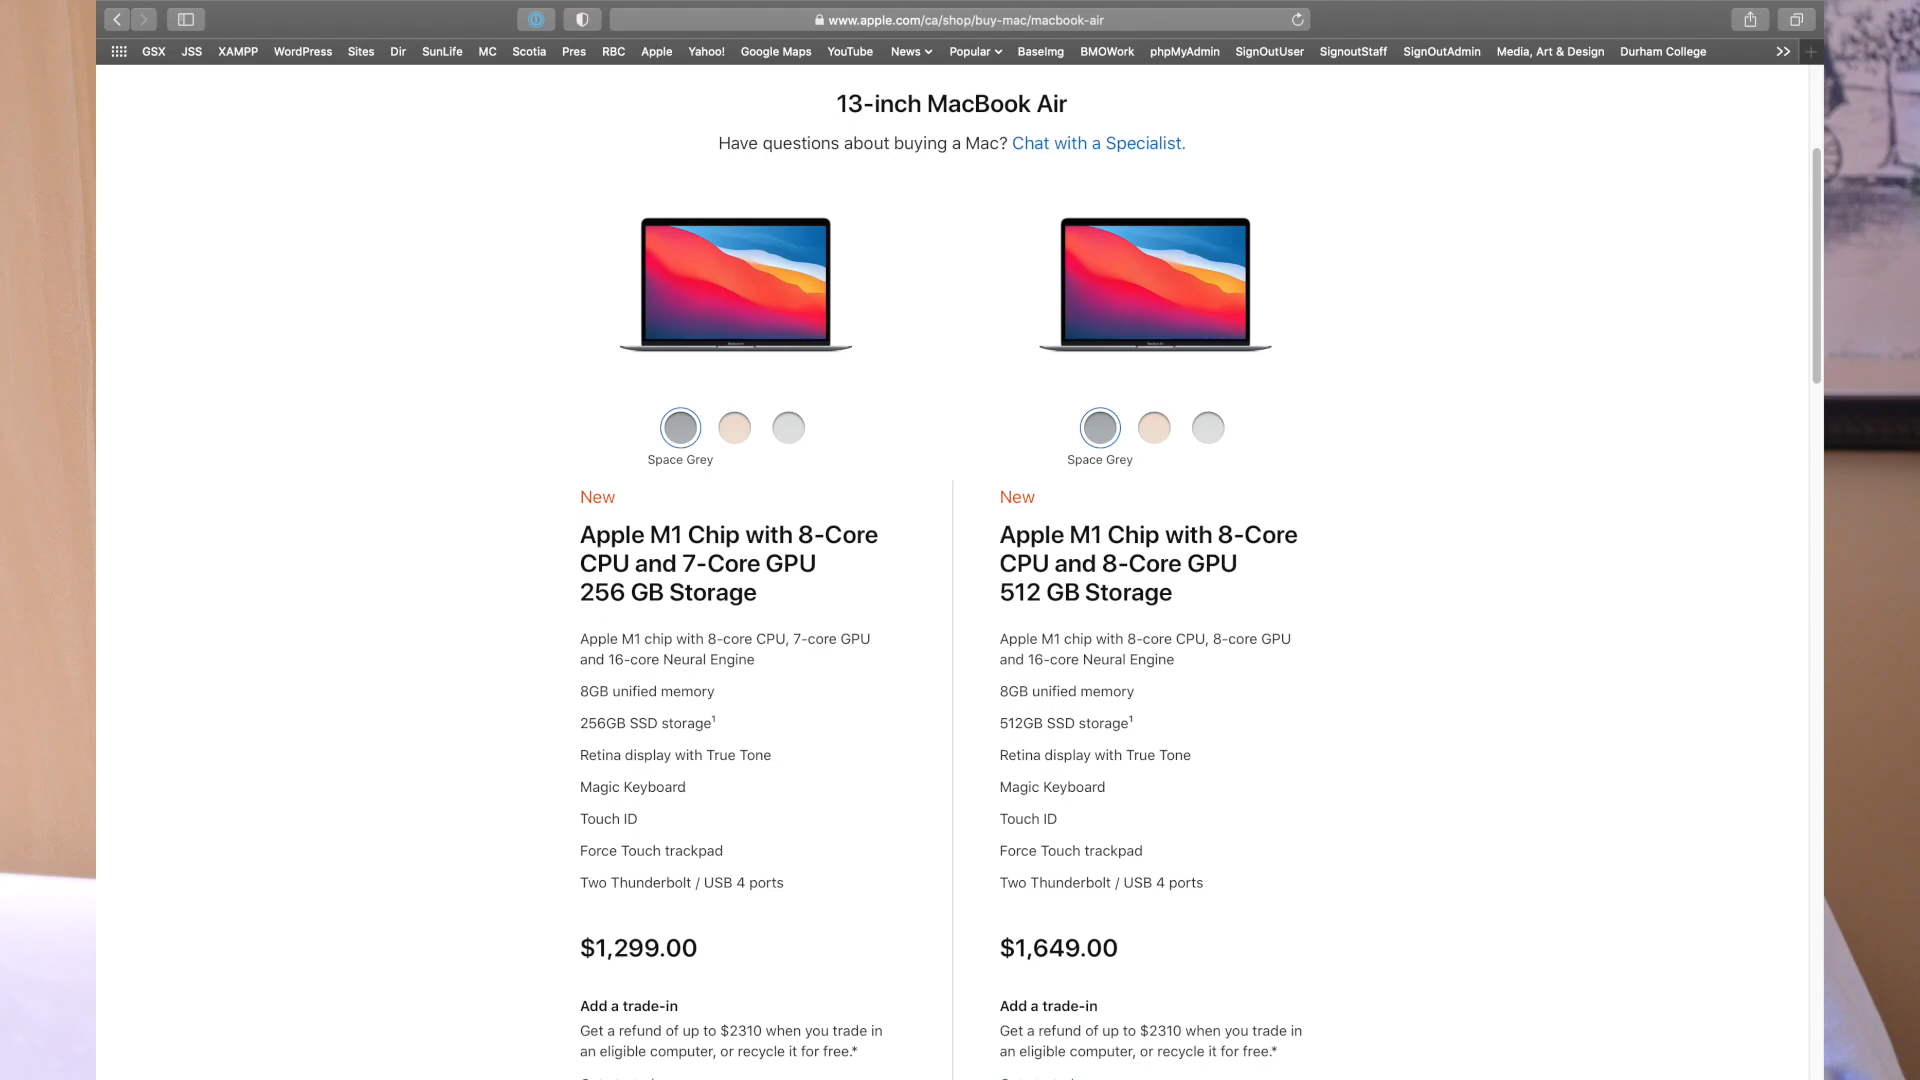 www.apple.com/ca/shop/buy-mac/macbook-air
GSX JSS XAMPP WordPress Sites Dir SunLife MC Scotia Pres RBC Apple Yahoo! Google Maps YouTube News Popular BaseImg BMOWork phpMyAdmin SignOutUser SignoutStaff SignOutAdmin Media, Art & Design Durham College
13-inch MacBook Air
Have questions about buying a Mac? Chat with a Specialist.
Space Grey
New
Apple M1 Chip with 8-Core
CPU and 7-Core GPU
256 GB Storage
Apple M1 chip with 8-core CPU, 7-core GPU
and 16-core Neural Engine
8GB unified memory
256GB SSD storage¹
Retina display with True Tone
Magic Keyboard
Touch ID
Force Touch trackpad
Two Thunderbolt / USB 4 ports
$1,299.00
Add a trade-in
Get a refund of up to $2310 when you trade in
an eligible computer, or recycle it for free.*
Space Grey
New
Apple M1 Chip with 8-Core
CPU and 8-Core GPU
512 GB Storage
Apple M1 chip with 8-core CPU, 8-core GPU
and 16-core Neural Engine
8GB unified memory
512GB SSD storage¹
Retina display with True Tone
Magic Keyboard
Touch ID
Force Touch trackpad
Two Thunderbolt / USB 4 ports
$1,649.00
Add a trade-in
Get a refund of up to $2310 when you trade in
an eligible computer, or recycle it for free.*